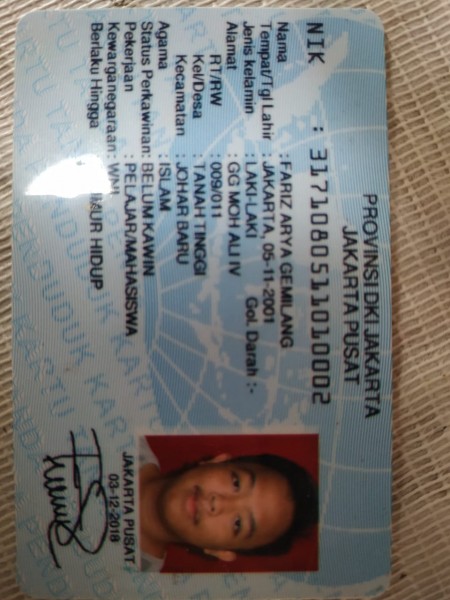 PROVINSI DKI JAKARTA
JAKARTA PUSAT
NIK : 3171080511010002
Nama : FARIZ ARYA GEMILANG
Tempat/Tgl Lahir : JAKARTA, 05-11-2001
Jenis kelamin : LAKI-LAKI Gol. Darah :-
Alamat : GG MOH ALI IV
RT/RW : 009/011
Kel/Desa : TANAH TINGGI
Kecamatan : JOHAR BARU
Agama : ISLAM
Status Perkawinan: BELUM KAWIN
Pekerjaan : PELAJAR/MAHASISWA
Kewarganegaraan: WNI
Berlaku Hingga HIDUP
JAKARTA PUSAT
03-12-2018